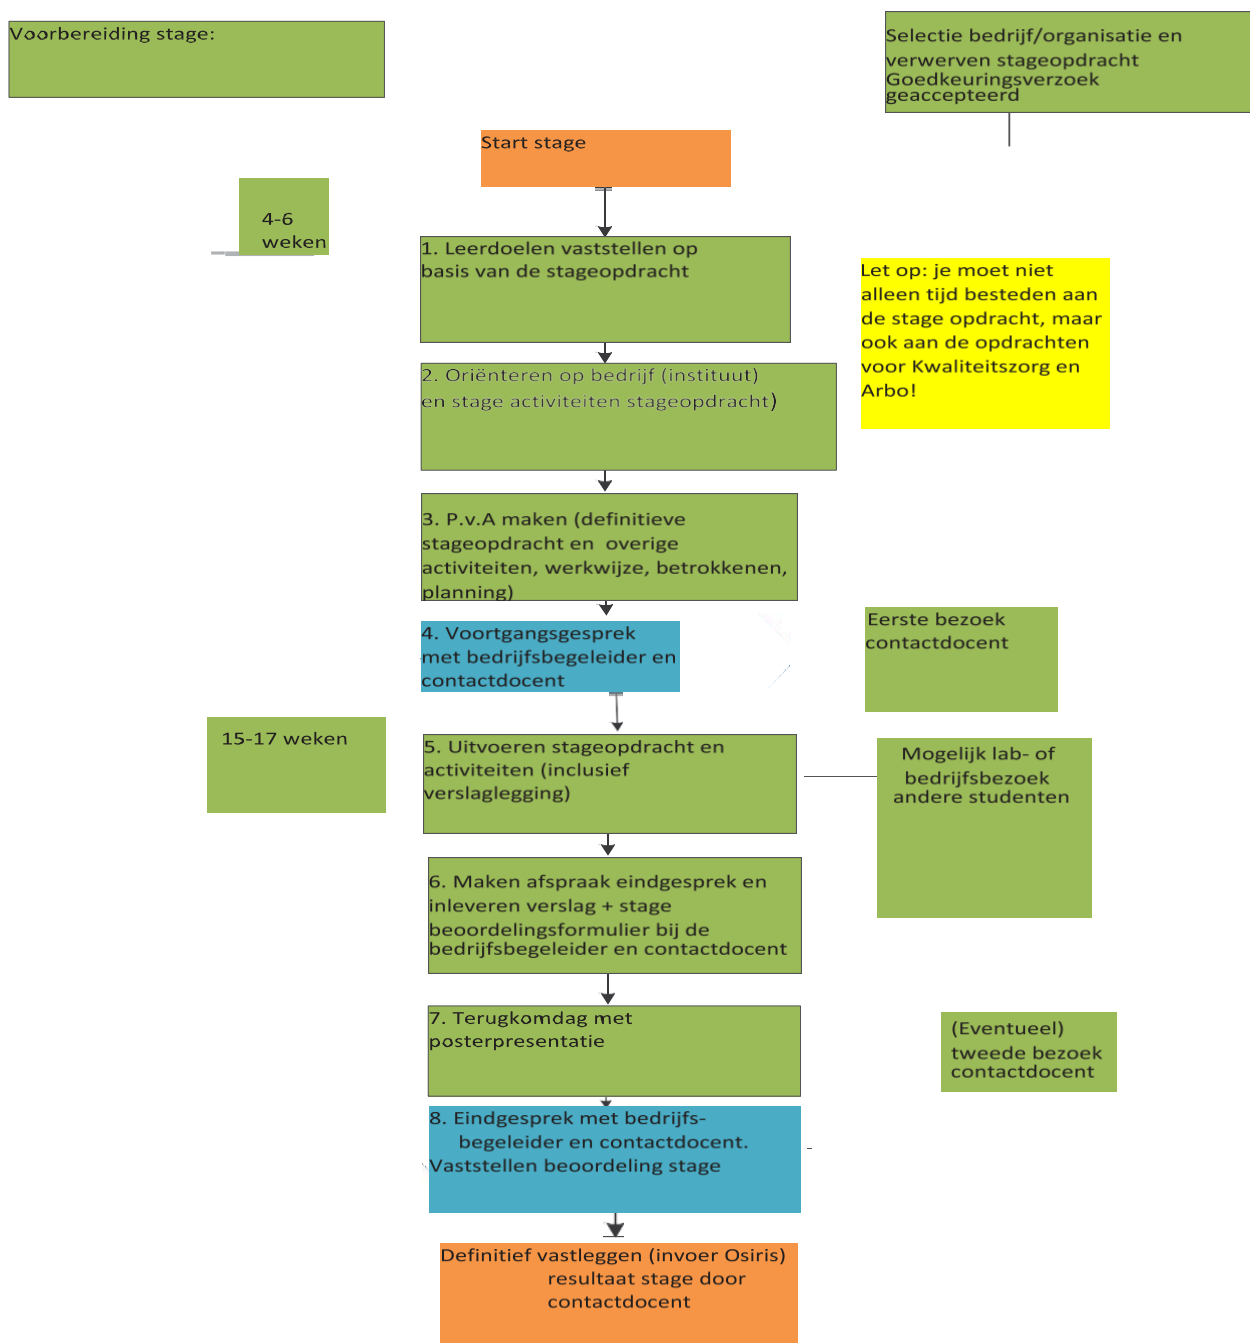 Voorbereiding stage:
Selectie bedrijf/organisatie en
verwerven stageopdracht
Goedkeuringsverzoek
geaccepteerd
Start stage
4-6
weken
1. Leerdoelen vaststellen op
basis van de stageopdracht
Let op: je moet niet
alleen tijd besteden aan
de stage opdracht, maar
ook aan de opdrachten
voor Kwaliteitszorg en
Arbo!
2. Oriënteren op bedrijf (instituut)
en stage activiteiten stageopdracht)
3. P.v.A maken (definitieve
stageopdracht en overige
activiteiten, werkwijze, betrokkenen,
planning)
4. Voortgangsgesprek
met bedrijfsbegeleider en
contactdocent
Eerste bezoek
contactdocent
15-17 weken
5. Uitvoeren stageopdracht en
activiteiten (inclusief
verslaglegging)
Mogelijk lab- of
bedrijfsbezoek
andere studenten
6. Maken afspraak eindgesprek en
inleveren verslag + stage
beoordelingsformulier bij de
bedrijfsbegeleider en contactdocent
7. Terugkomdag met
posterpresentatie
(Eventueel)
tweede bezoek
contactdocent
8. Eindgesprek met bedrijfs-
begeleider en contactdocent.
Vaststellen beoordeling stage
Definitief vastleggen (invoer Osiris)
resultaat stage door
contactdocent